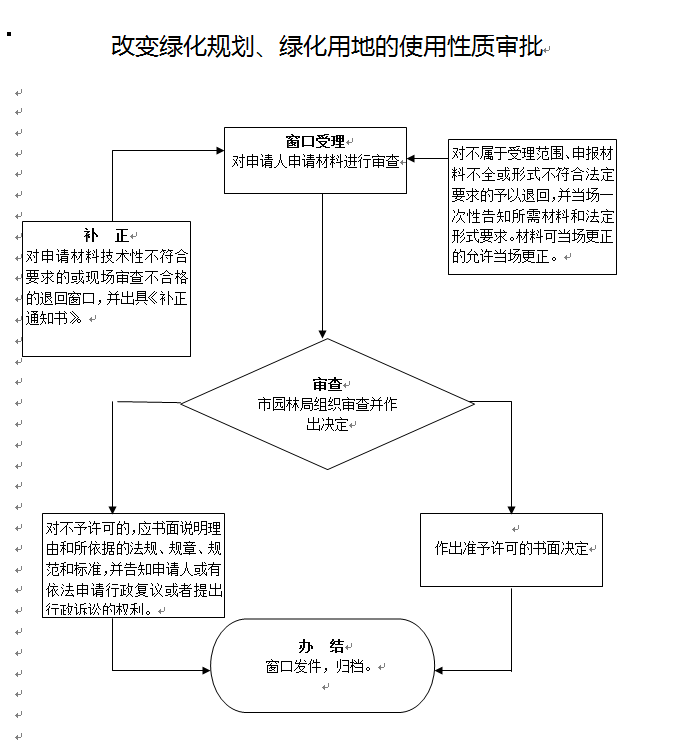 改变绿化规划、绿化用地的使用性质审批
窗口受理
对申请人申请材料进行审查
对不属于受理范围、申报材
料不全或形式不符合法定
要求的予以退回，并当场一
次性告知所需材料和法定
形式要求。材料可当场更正
的允许当场更正。
补 正
对申请材料技术性不符合
要求的或现场审查不合格
的退回窗口，并出具《补正
通知书》。
审查
市园林局组织审查并作
出决定
对不予许可的，应书面说明理
由和所依据的法规、规章、规
范和标准，并告知申请人或有
依法申请行政复议或者提出
行政诉讼的权利。
作出准予许可的书面决定
办 结
窗口发件，归档。